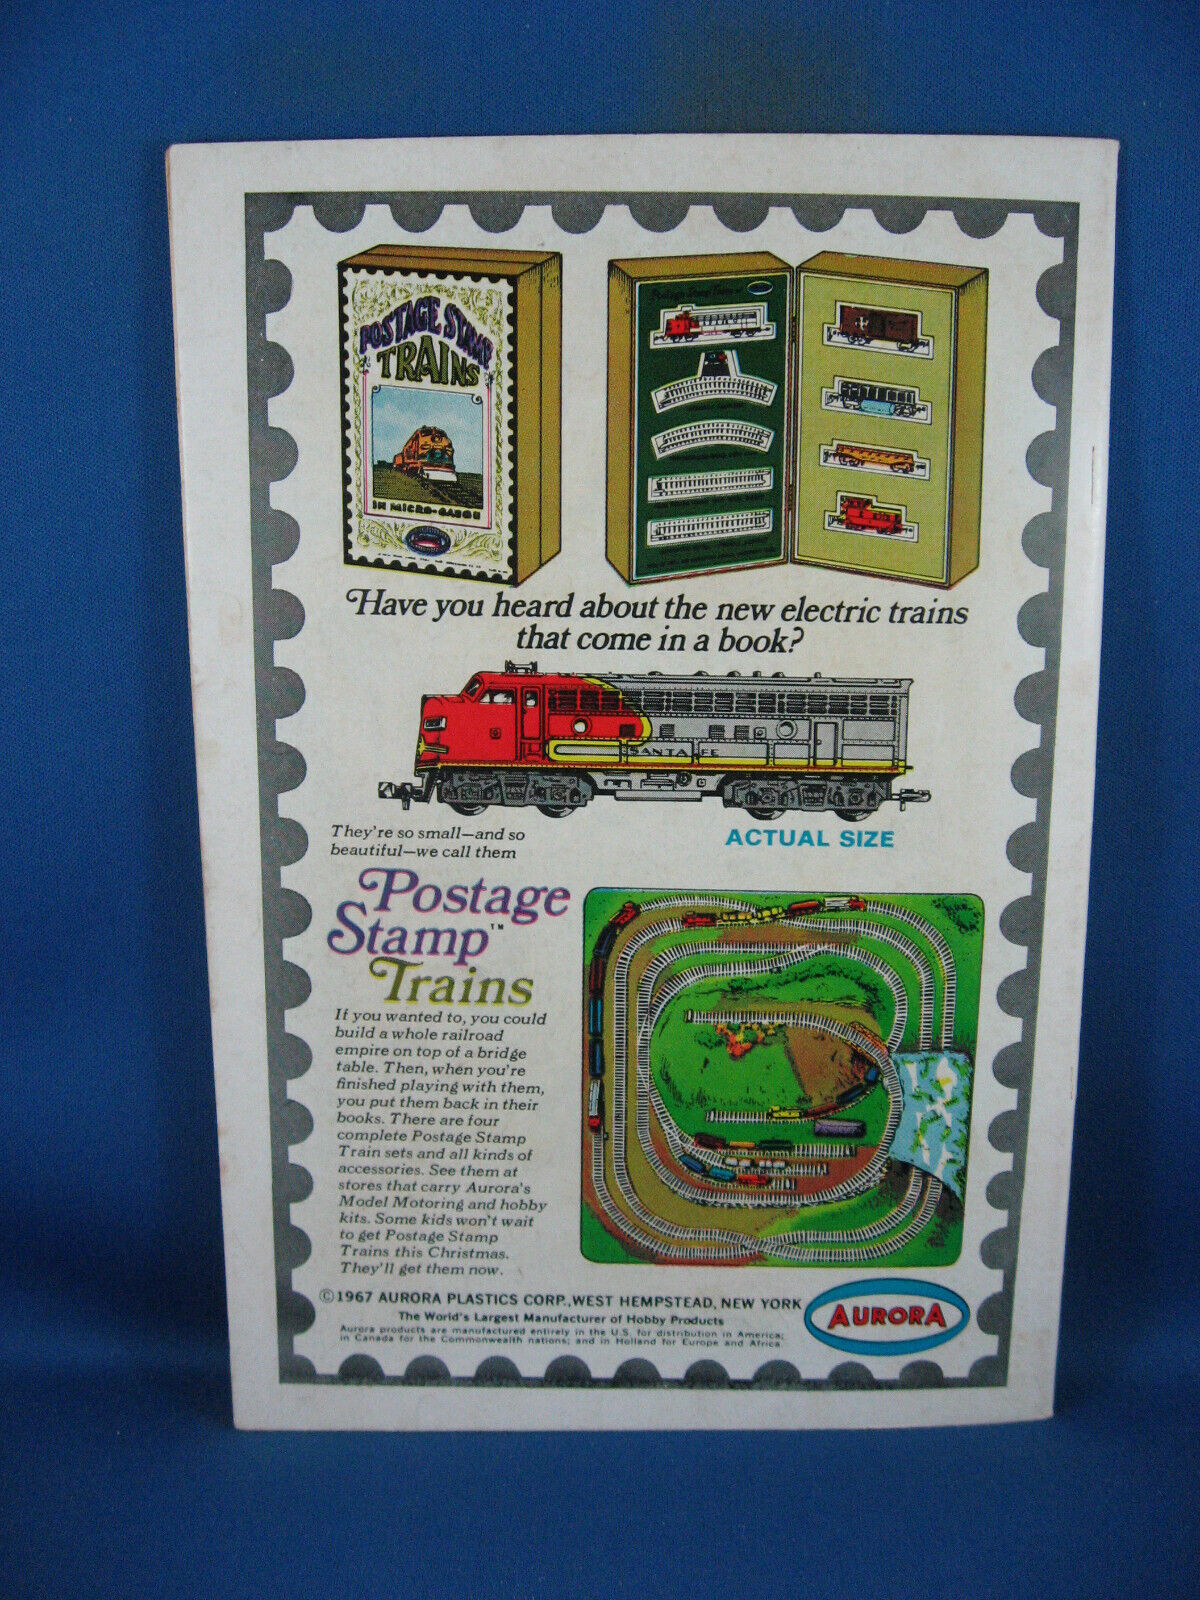 POSTAGE STAMP
TRAINS
IN MICRO-GAUGE
Postage Stamp Trains
Have you heard about the new electric trains
that come in a book?
SANTA FE
They're so small—and so
beautiful—we call them
ACTUAL SIZE
Postage
Stamp™
Trains
If you wanted to, you could
build a whole railroad
empire on top of a bridge
table. Then, when you're
finished playing with them,
you put them back in their
books. There are four
complete Postage Stamp
Train sets and all kinds of
accessories. See them at
stores that carry Aurora's
Model Motoring and hobby
kits. Some kids won't wait
to get Postage Stamp
Trains this Christmas.
They'll get them now.
©1967 AURORA PLASTICS CORP., WEST HEMPSTEAD, NEW YORK
The World's Largest Manufacturer of Hobby Products
Aurora products are manufactured entirely in the U.S. for distribution in America;
in Canada for the Commonwealth nations; and in Holland for Europe and Africa.
AURORA